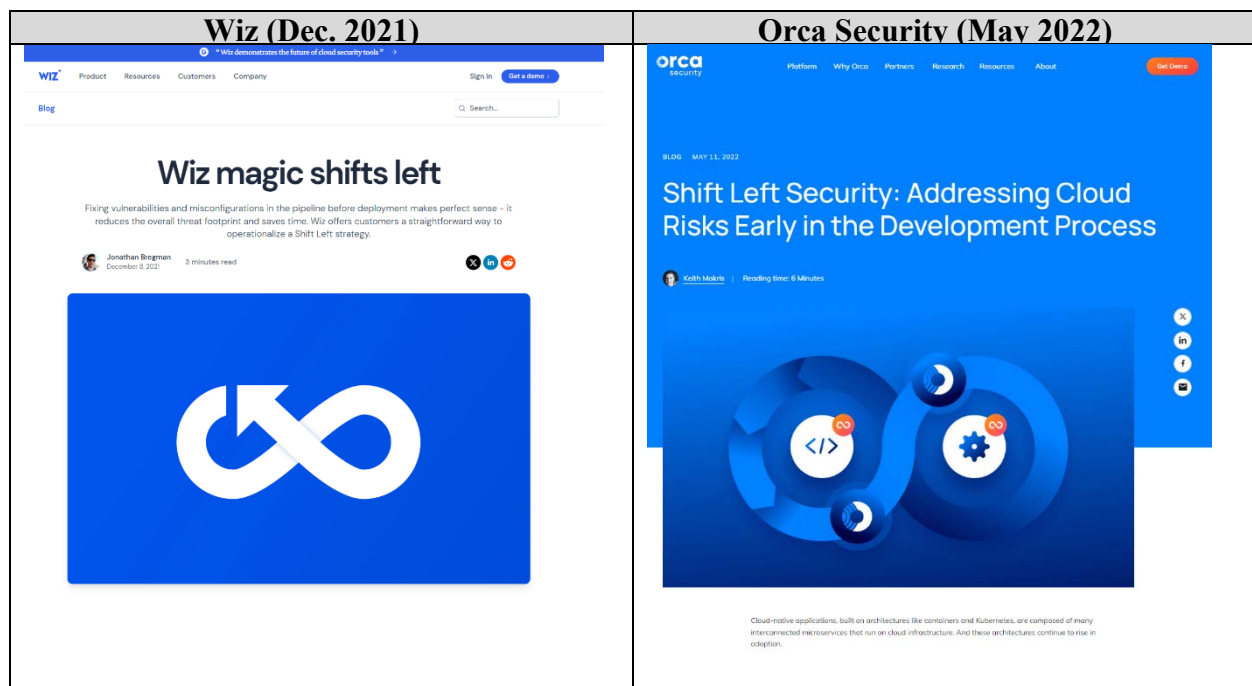 Wiz (Dec. 2021)
“Wiz demonstrates the future of cloud security tools” →
WIZ Product Resources Customers Company Sign in Get a demo
Blog Search...
Wiz magic shifts left
Fixing vulnerabilities and misconfigurations in the pipeline before deployment makes perfect sense – it
reduces the overall threat footprint and saves time. Wiz offers customers a straightforward way to
operationalize a Shift Left strategy.
Jonathan Bregman
December 8, 2021
3 minutes read
Orca Security (May 2022)
orca
security
Platform Why Orca Partners Research Resources About Get Demo
BLOG MAY 11, 2022
Shift Left Security: Addressing Cloud
Risks Early in the Development Process
Keith Mokris | Reading time: 6 Minutes
</>
Cloud-native applications, built on architectures like containers and Kubernetes, are composed of many
interconnected microservices that run on cloud infrastructure. And these architectures continue to rise in
adoption.